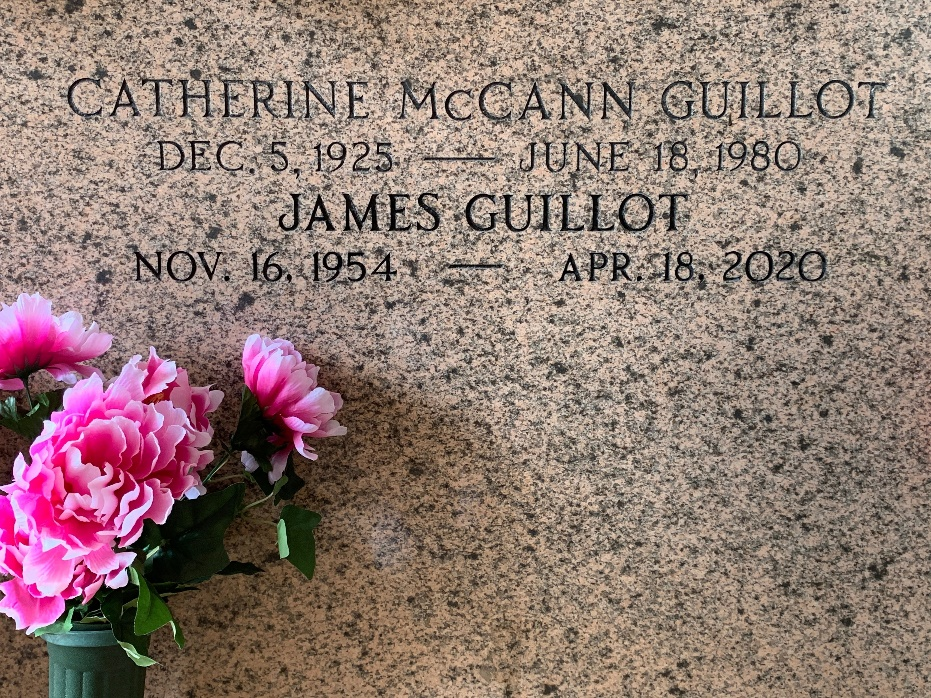 CATHERINE McCANN GUILLOT
DEC. 5, 1925 — JUNE 18, 1980
JAMES GUILLOT
NOV. 16, 1954 — APR. 18, 2020